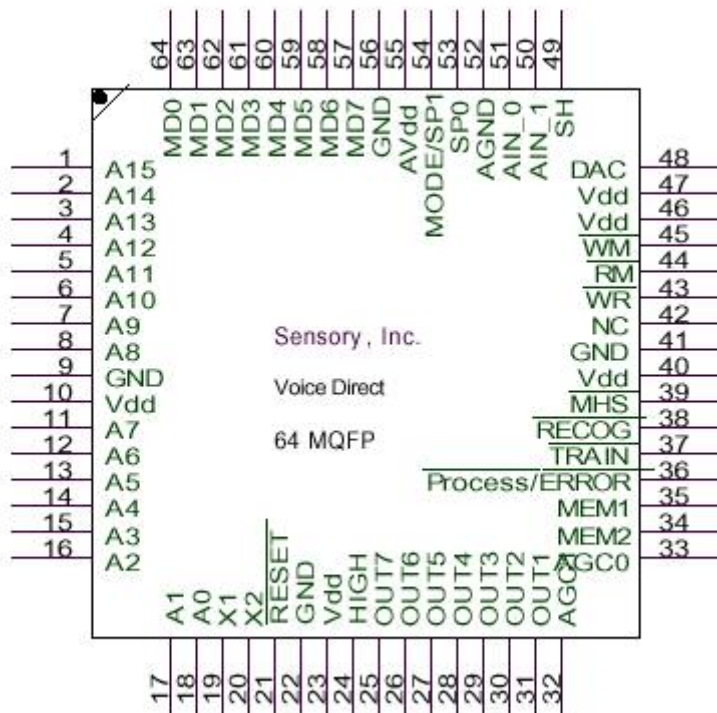 64 63 62 61 60 59 58 57 56 55 54 53 52 51 50 49
MD0 MD1 MD2 MD3 MD4 MD5 MD6 MD7 GND AVdd MODE/SP1 SP0 AGND AIN_0 AIN_1 SH
1 A15
2 A14
3 A13
4 A12
5 A11
6 A10
7 A9
8 A8
9 GND
10 Vdd
11 A7
12 A6
13 A5
14 A4
15 A3
16 A2
Sensory, Inc.
Voice Direct
64 MQFP
DAC 48
Vdd 47
Vdd 46
WM 45
RM 44
WR 43
NC 42
GND 41
Vdd 40
MHS 39
RECOG 38
TRAIN 37
Process/ERROR 36
MEM1 35
MEM2 34
AGC0 33
A1 A0 X1 X2 RESET GND Vdd HIGH OUT7 OUT6 OUT5 OUT4 OUT3 OUT2 OUT1 AGC1
17 18 19 20 21 22 23 24 25 26 27 28 29 30 31 32